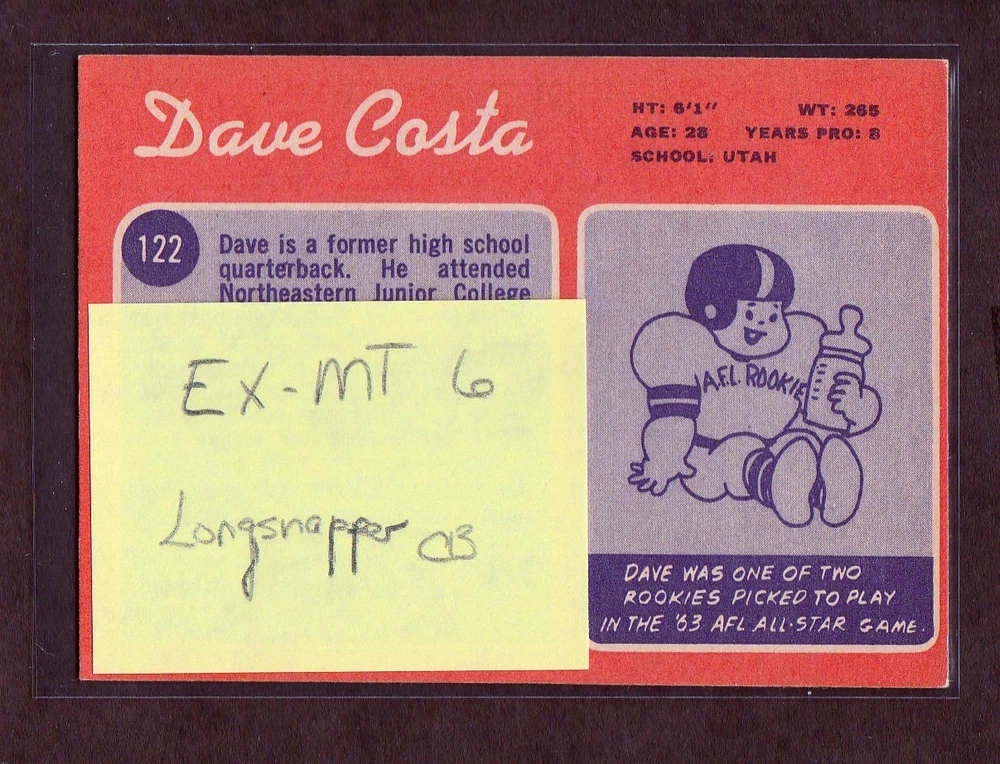 Dave Costa
HT: 6'1" WT: 265
AGE: 28 YEARS PRO: 8
SCHOOL: UTAH
122
Dave is a former high school
quarterback. He attended
Northeastern Junior College
EX-MT 6
Longsnapper CB
A.F.L. ROOKIE
DAVE WAS ONE OF TWO
ROOKIES PICKED TO PLAY
IN THE '63 AFL ALL-STAR GAME.